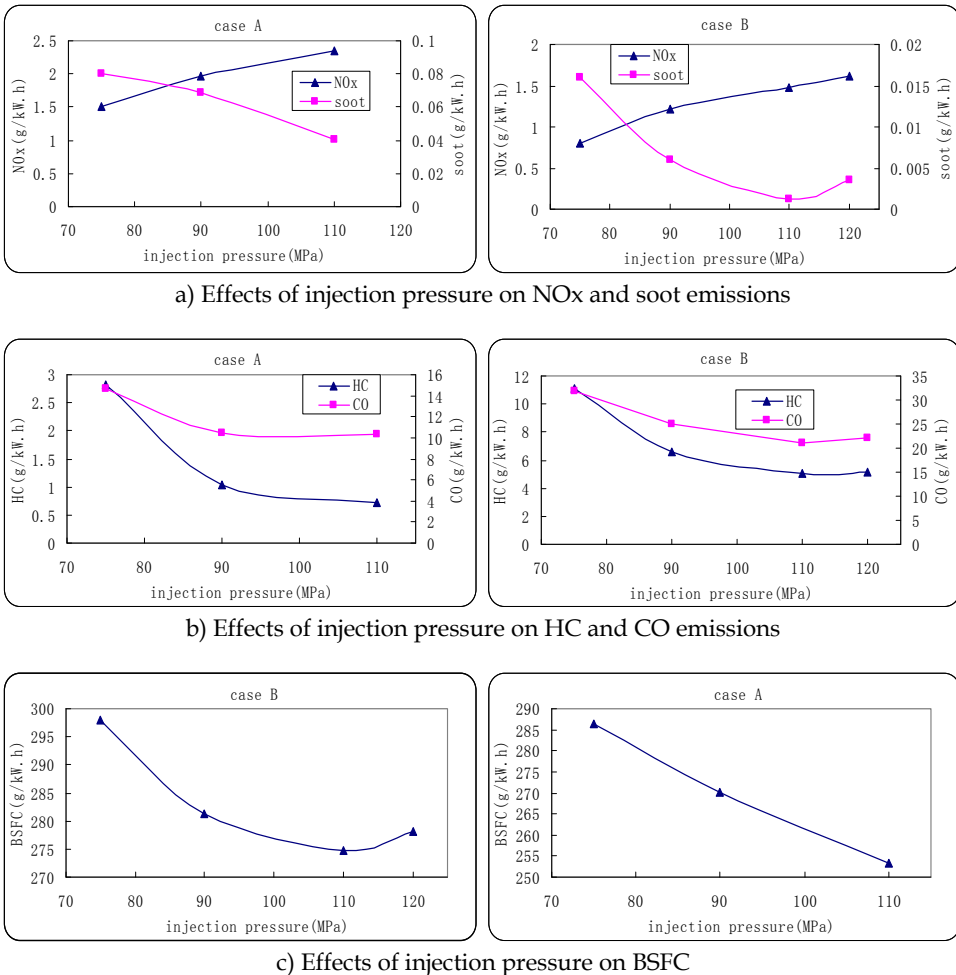 case A
2.5
2
1.5
1
0.5
0
NOx(g/kW.h)
0.1
0.08
0.06
0.04
0.02
0
soot(g/kW.h)
NOx
soot
70 80 90 100 110 120
injection pressure(MPa)
case B
2
1.5
1
0.5
0
NOx(g/kW.h)
0.02
0.015
0.01
0.005
0
soot(g/kW.h)
NOx
soot
70 80 90 100 110 120
injection pressure(MPa)
a) Effects of injection pressure on NOx and soot emissions
case A
3
2.5
2
1.5
1
0.5
0
HC(g/kW.h)
16
14
12
10
8
6
4
2
0
CO(g/kW.h)
HC
CO
70 80 90 100 110
injection pressure(MPa)
case B
12
10
8
6
4
2
0
HC(g/kW.h)
35
30
25
20
15
10
5
0
CO(g/kW.h)
HC
CO
70 80 90 100 110 120
injection pressure(MPa)
b) Effects of injection pressure on HC and CO emissions
case B
300
295
290
285
280
275
270
BSFC(g/kW.h)
70 80 90 100 110 120
injection pressure(MPa)
case A
290
285
280
275
270
265
260
255
250
BSFC(g/kW.h)
70 80 90 100 110
injection pressure(MPa)
c) Effects of injection pressure on BSFC